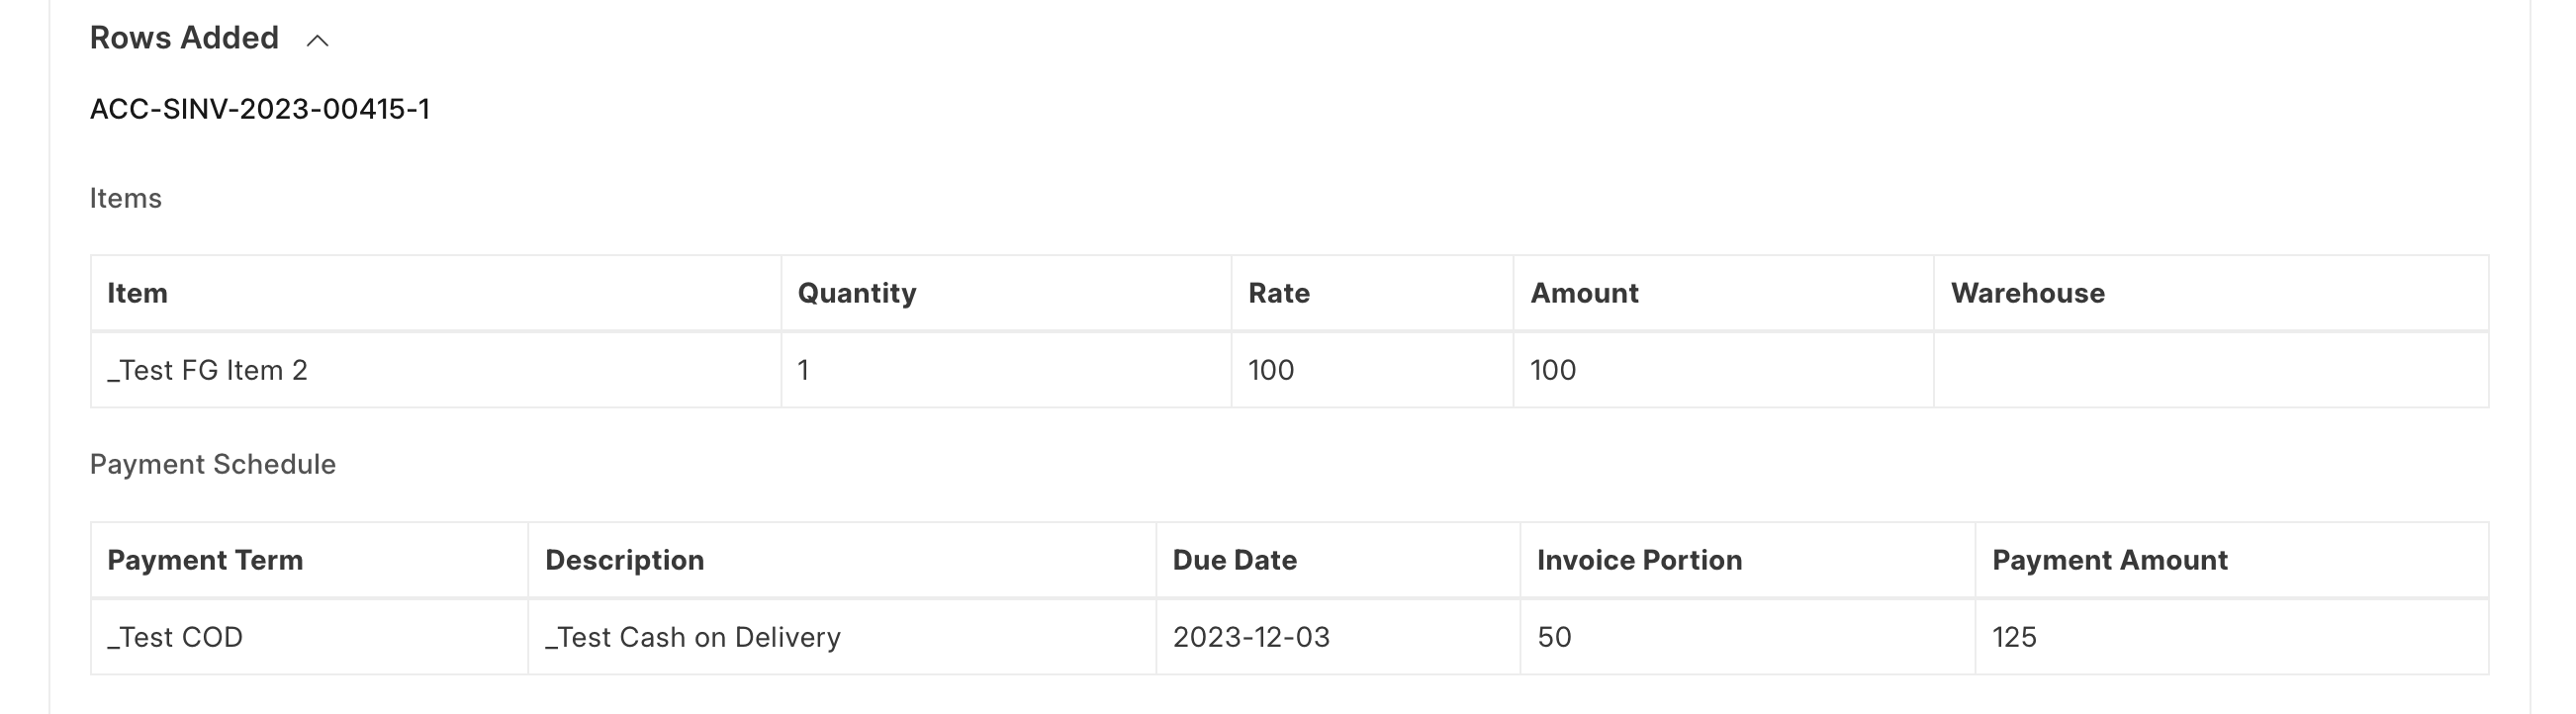 Rows Added
ACC-SINV-2023-00415-1
Items
Item Quantity Rate Amount Warehouse
_Test FG Item 2 1 100 100
Payment Schedule
Payment Term Description Due Date Invoice Portion Payment Amount
_Test COD _Test Cash on Delivery 2023-12-03 50 125